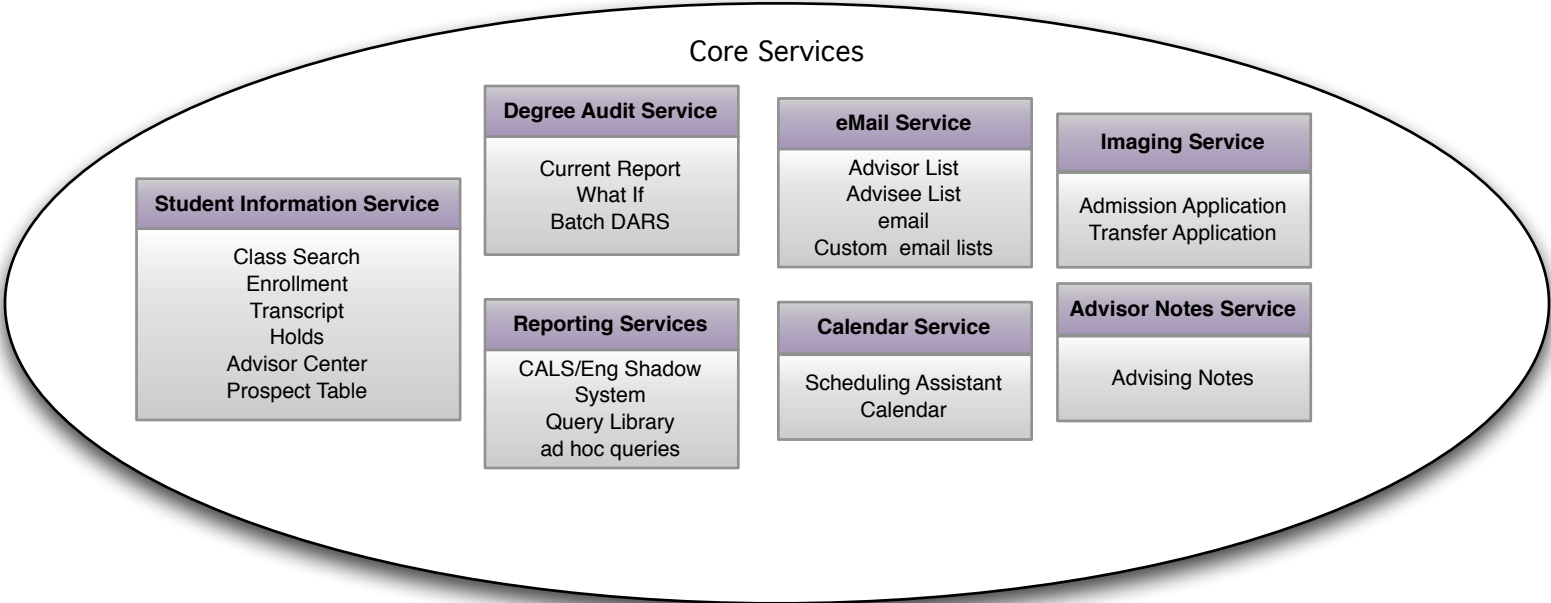 Core Services
Student Information Service
Class Search
Enrollment
Transcript
Holds
Advisor Center
Prospect Table
Degree Audit Service
Current Report
What If
Batch DARS
Reporting Services
CALS/Eng Shadow
System
Query Library
ad hoc queries
eMail Service
Advisor List
Advisee List
email
Custom  email lists
Calendar Service
Scheduling Assistant
Calendar
Imaging Service
Admission Application
Transfer Application
Advisor Notes Service
Advising Notes